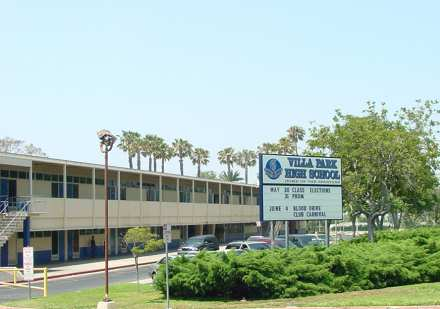 VILLA PARK
HIGH SCHOOL
MAY 30 CLASS ELECTIONS
31 PROM
JUNE 4 BLOOD DRIVE
CLUB CARNIVAL